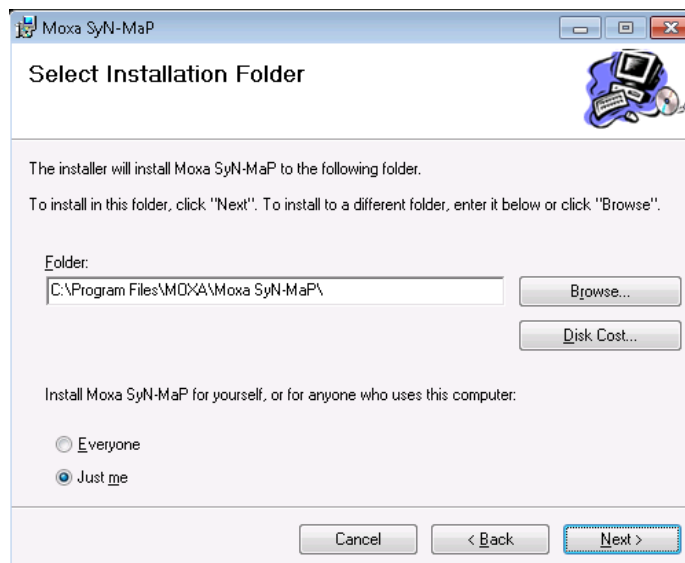 Moxa SyN-MaP
Select Installation Folder
The installer will install Moxa SyN-MaP to the following folder.
To install in this folder, click "Next". To install to a different folder, enter it below or click "Browse".
Folder:
C:\Program Files\MOXA\Moxa SyN-MaP\
Browse...
Disk Cost...
Install Moxa SyN-MaP for yourself, or for anyone who uses this computer:
Everyone
Just me
Cancel
< Back
Next >